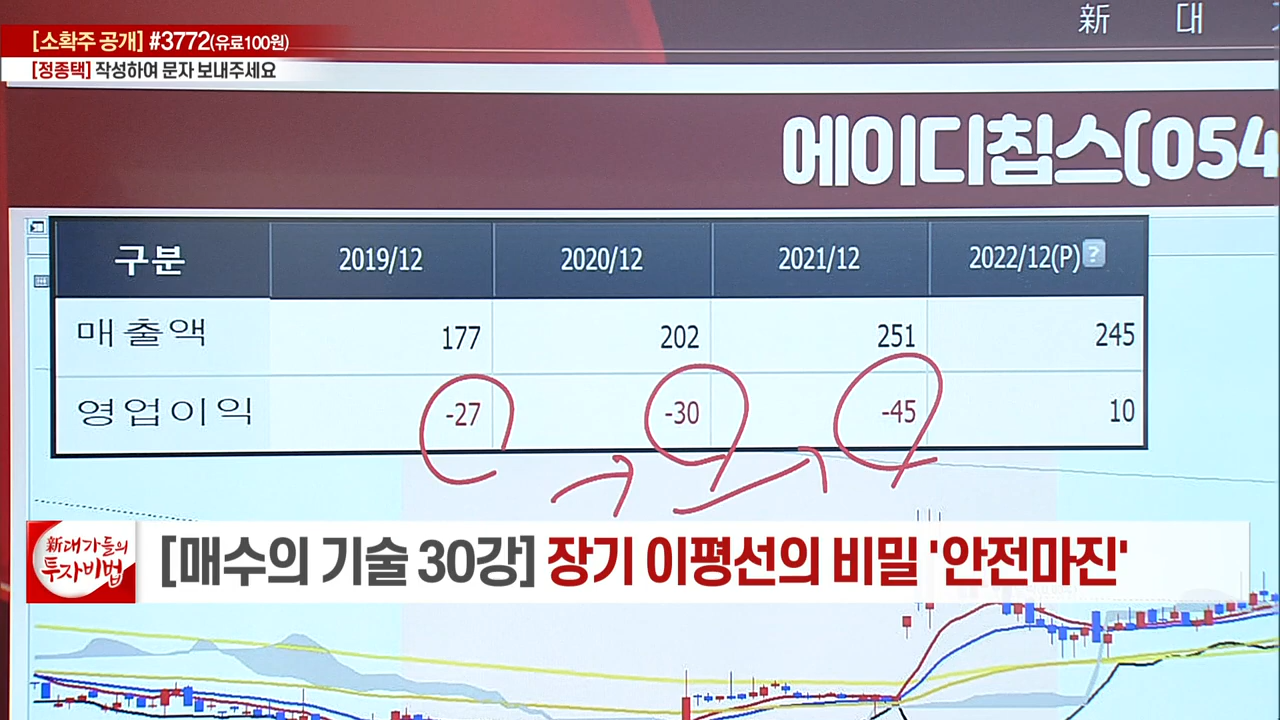 新 대
[소확주 공개] #3772(유료100원)
[정종택] 작성하여 문자 보내주세요
에이디칩스(054
구분 2019/12 2020/12 2021/12 2022/12(P) ?
매출액 177 202 251 245
영업이익 -27 -30 -45 10
新대가들의
투자비법
[매수의 기술 30강] 장기 이평선의 비밀 '안전마진'